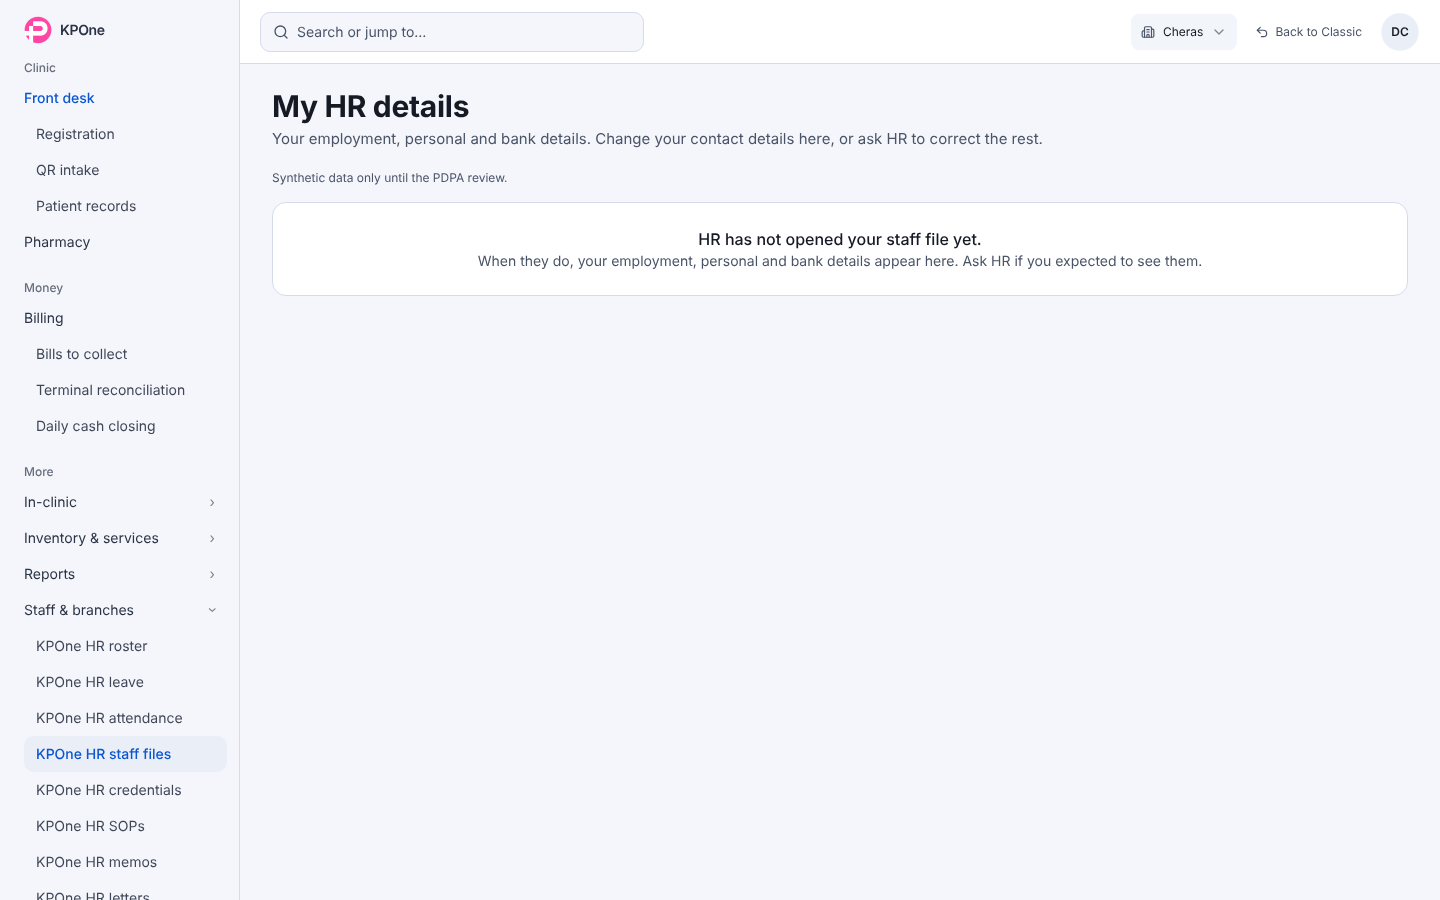 KPOne
Clinic
Front desk
Registration
QR intake
Patient records
Pharmacy
Money
Billing
Bills to collect
Terminal reconciliation
Daily cash closing
More
In-clinic
Inventory & services
Reports
Staff & branches
KPOne HR roster
KPOne HR leave
KPOne HR attendance
KPOne HR staff files
KPOne HR credentials
KPOne HR SOPs
KPOne HR memos
KPOne HR letters
Search or jump to...
Cheras
Back to Classic
DC
My HR details
Your employment, personal and bank details. Change your contact details here, or ask HR to correct the rest.
Synthetic data only until the PDPA review.
HR has not opened your staff file yet.
When they do, your employment, personal and bank details appear here. Ask HR if you expected to see them.